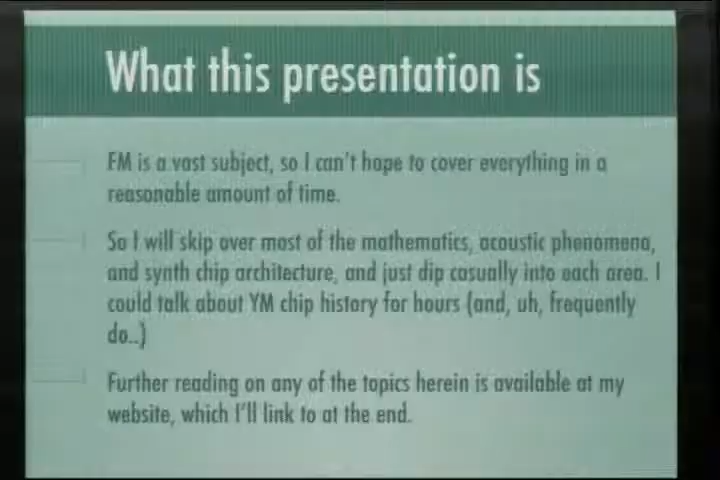 What this presentation is
FM is a vast subject, so I can't hope to cover everything in a
reasonable amount of time.
So I will skip over most of the mathematics, acoustic phenomena,
and synth chip architecture, and just dip casually into each area. I
could talk about YM chip history for hours (and, uh, frequently
do..)
Further reading on any of the topics herein is available at my
website, which I'll link to at the end.